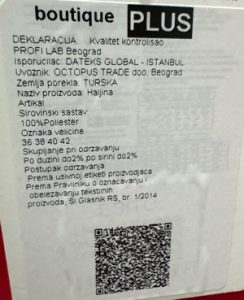 boutique PLUS
DEKLARACIJA Kvalitet kontrolisao
PROFI LAB Beograd
Isporucilac: DATEKS GLOBAL - ISTANBUL
Uvoznik: OCTOPUS TRADE doo, Beograd
Zemlja porekla: TURSKA
Naziv proizvoda: Haljina
Artikal
Sirovinski sastav
100%Poliester
Oznaka velicine
36 38 40 42
Skupljanje pri odrzavanju
Po duzini do2% po sirini do2%
Postupak odrzavanja
Prema usivnoj etiketi proizvodjaca
Prema Pravilniku o oznacavanju i
obelezavanju tekstilnih
proizvoda, Sl Glasnik RS, br. 1/2014